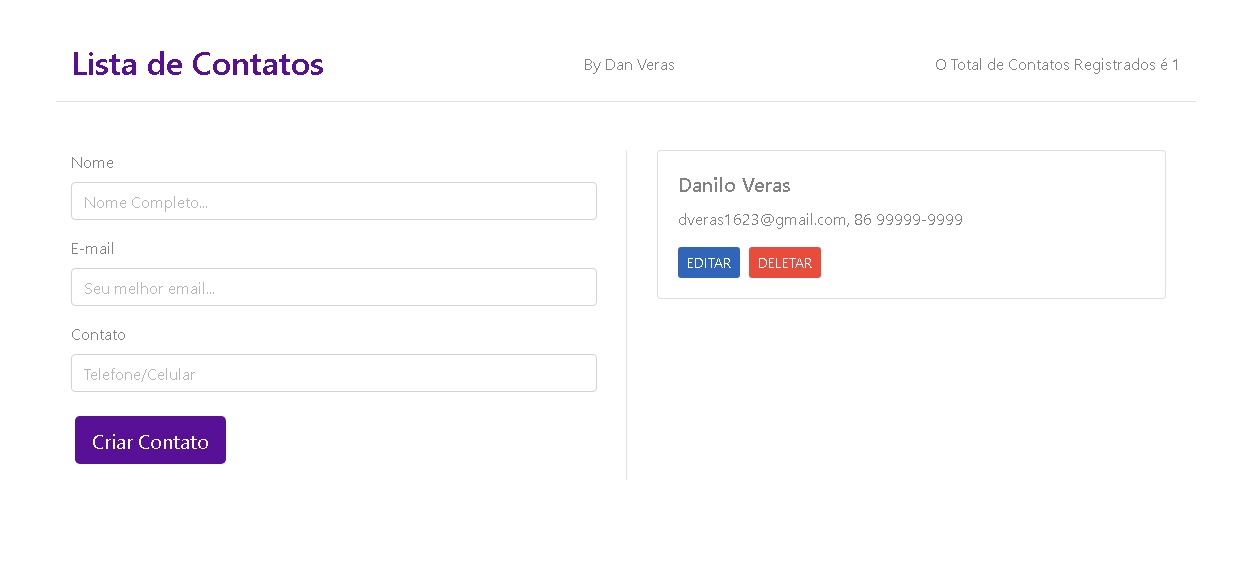 Lista de Contatos
By Dan Veras
O Total de Contatos Registrados é 1
Nome
Nome Completo...
E-mail
Seu melhor email...
Contato
Telefone/Celular
Criar Contato
Danilo Veras
dveras1623@gmail.com, 86 99999-9999
EDITAR
DELETAR